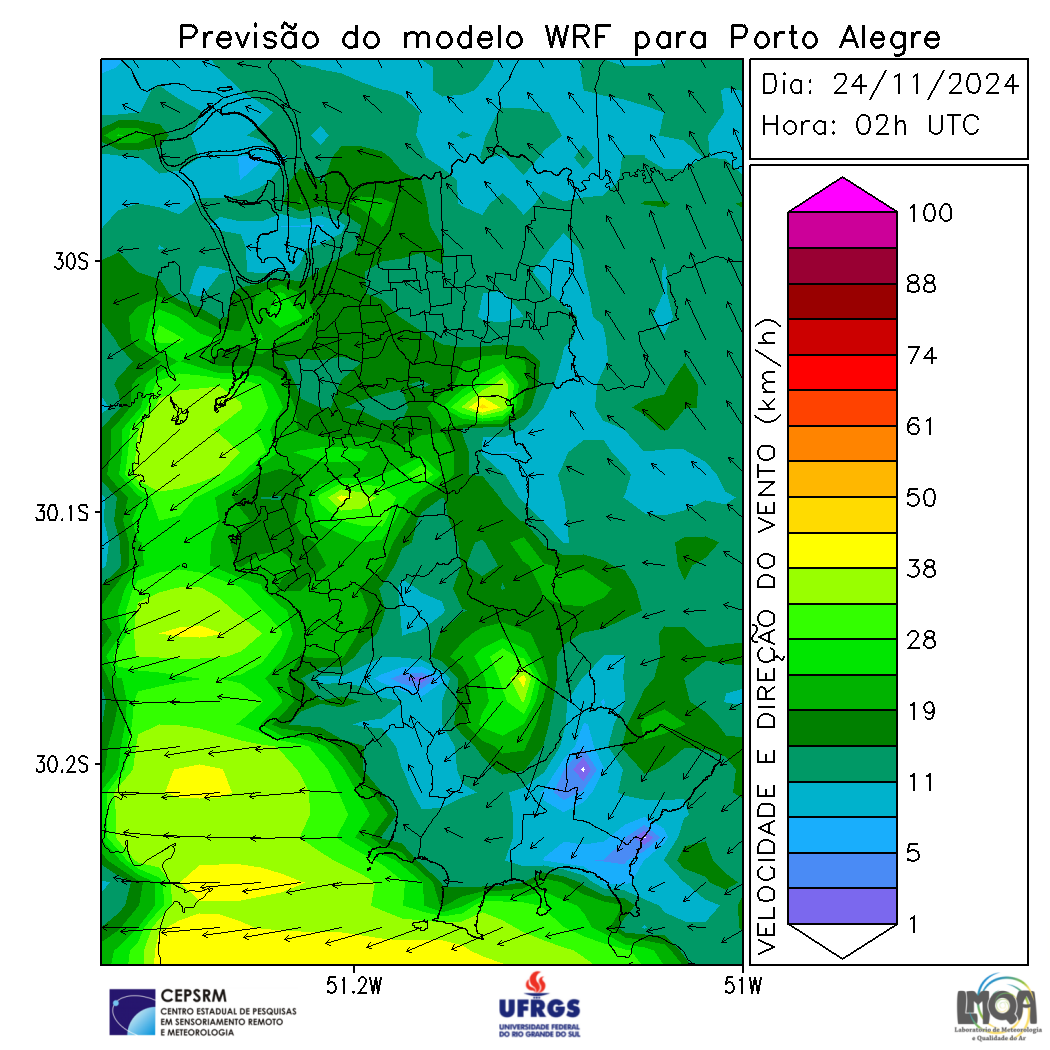 Previsão do modelo WRF para Porto Alegre
Dia: 24/11/2024
Hora: 02h UTC
30S
30.1S
30.2S
51.2W
51W
VELOCIDADE E DIREÇÃO DO VENTO (km/h)
100
88
74
61
50
38
28
19
11
5
1
CEPSRM
CENTRO ESTADUAL DE PESQUISAS
EM SENSORIAMENTO REMOTO
E METEOROLOGIA
UFRGS
UNIVERSIDADE FEDERAL
DO RIO GRANDE DO SUL
LMQA
Laboratório de Meteorologia
e Qualidade do Ar